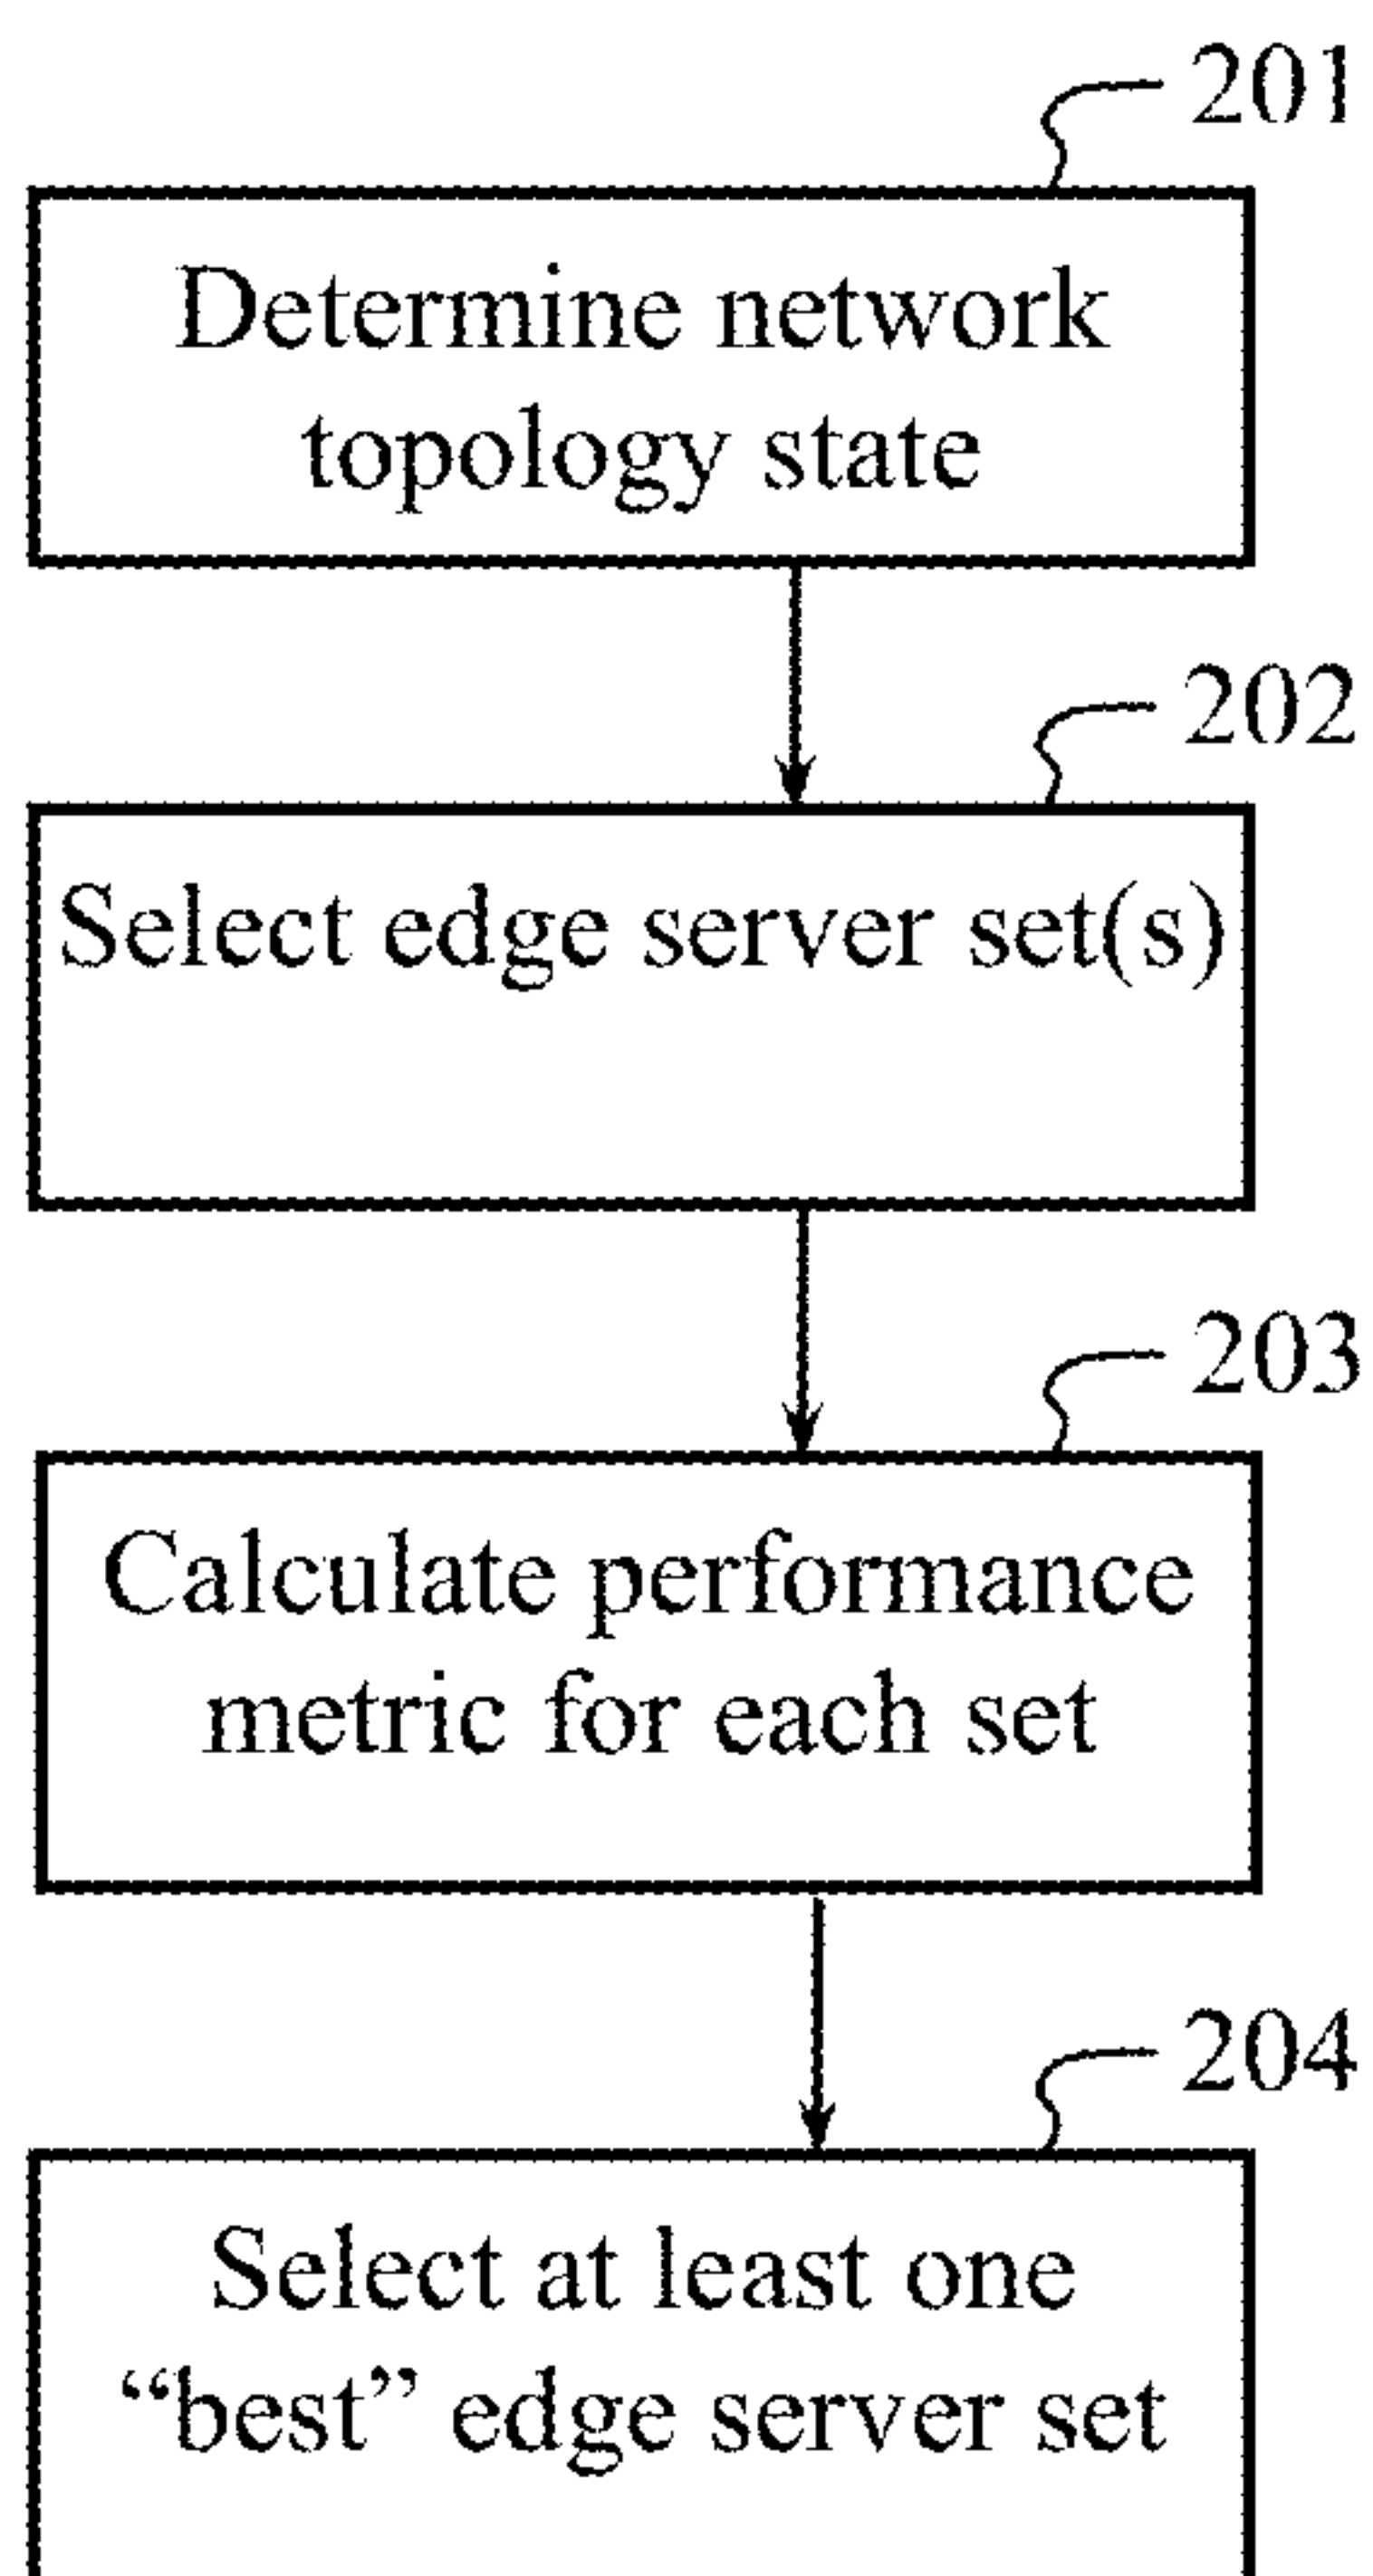 201
Determine network
topology state
202
Select edge server set(s)
203
Calculate performance
metric for each set
204
Select at least one
“best” edge server set